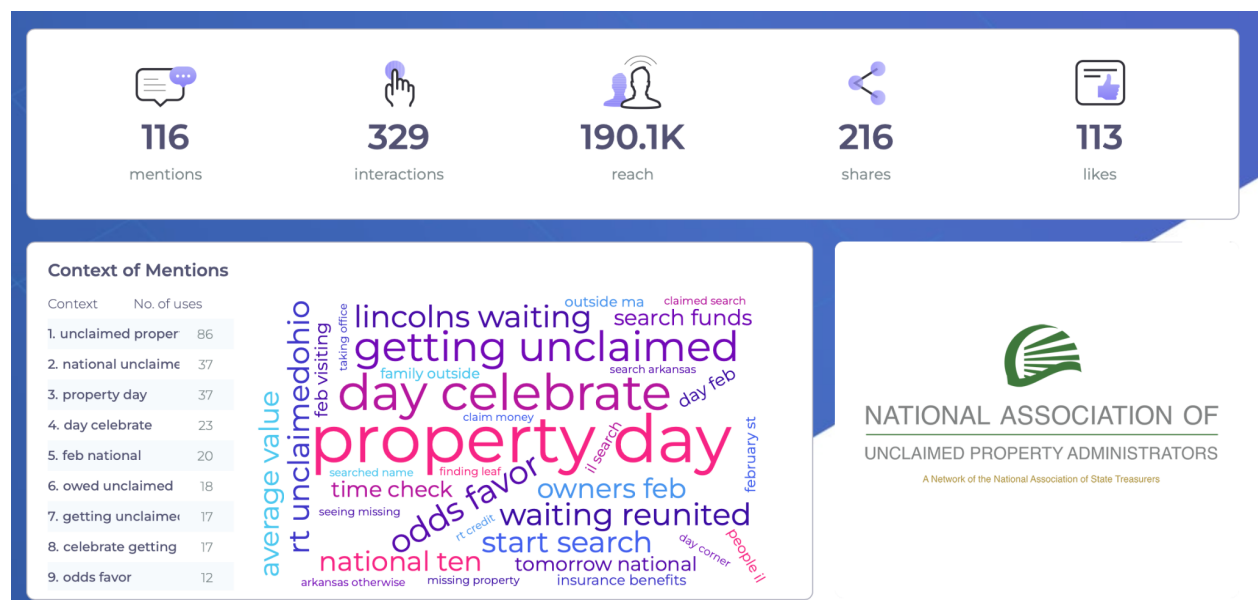 116
mentions
329
interactions
190.1K
reach
216
shares
113
likes
Context of Mentions
Context No. of uses
1. unclaimed proper 86
2. national unclaime 37
3. property day 37
4. day celebrate 23
5. feb national 20
6. owed unclaimed 18
7. getting unclaime 17
8. celebrate getting 17
9. odds favor 12
outside ma
claimed search
taking office
lincolns waiting
search funds
rt unclaimedohio
feb visiting
getting unclaimed
family outside
search arkansas
day celebrate
day feb
average value
claim money
property day
il search
february st
searched name
finding leaf
time check
odds favor
owners feb
seeing missing
rt credit
waiting reunited
start search
day corner
people il
national ten
tomorrow national
arkansas otherwise
missing property
insurance benefits
NATIONAL ASSOCIATION OF
UNCLAIMED PROPERTY ADMINISTRATORS
A Network of the National Association of State Treasurers